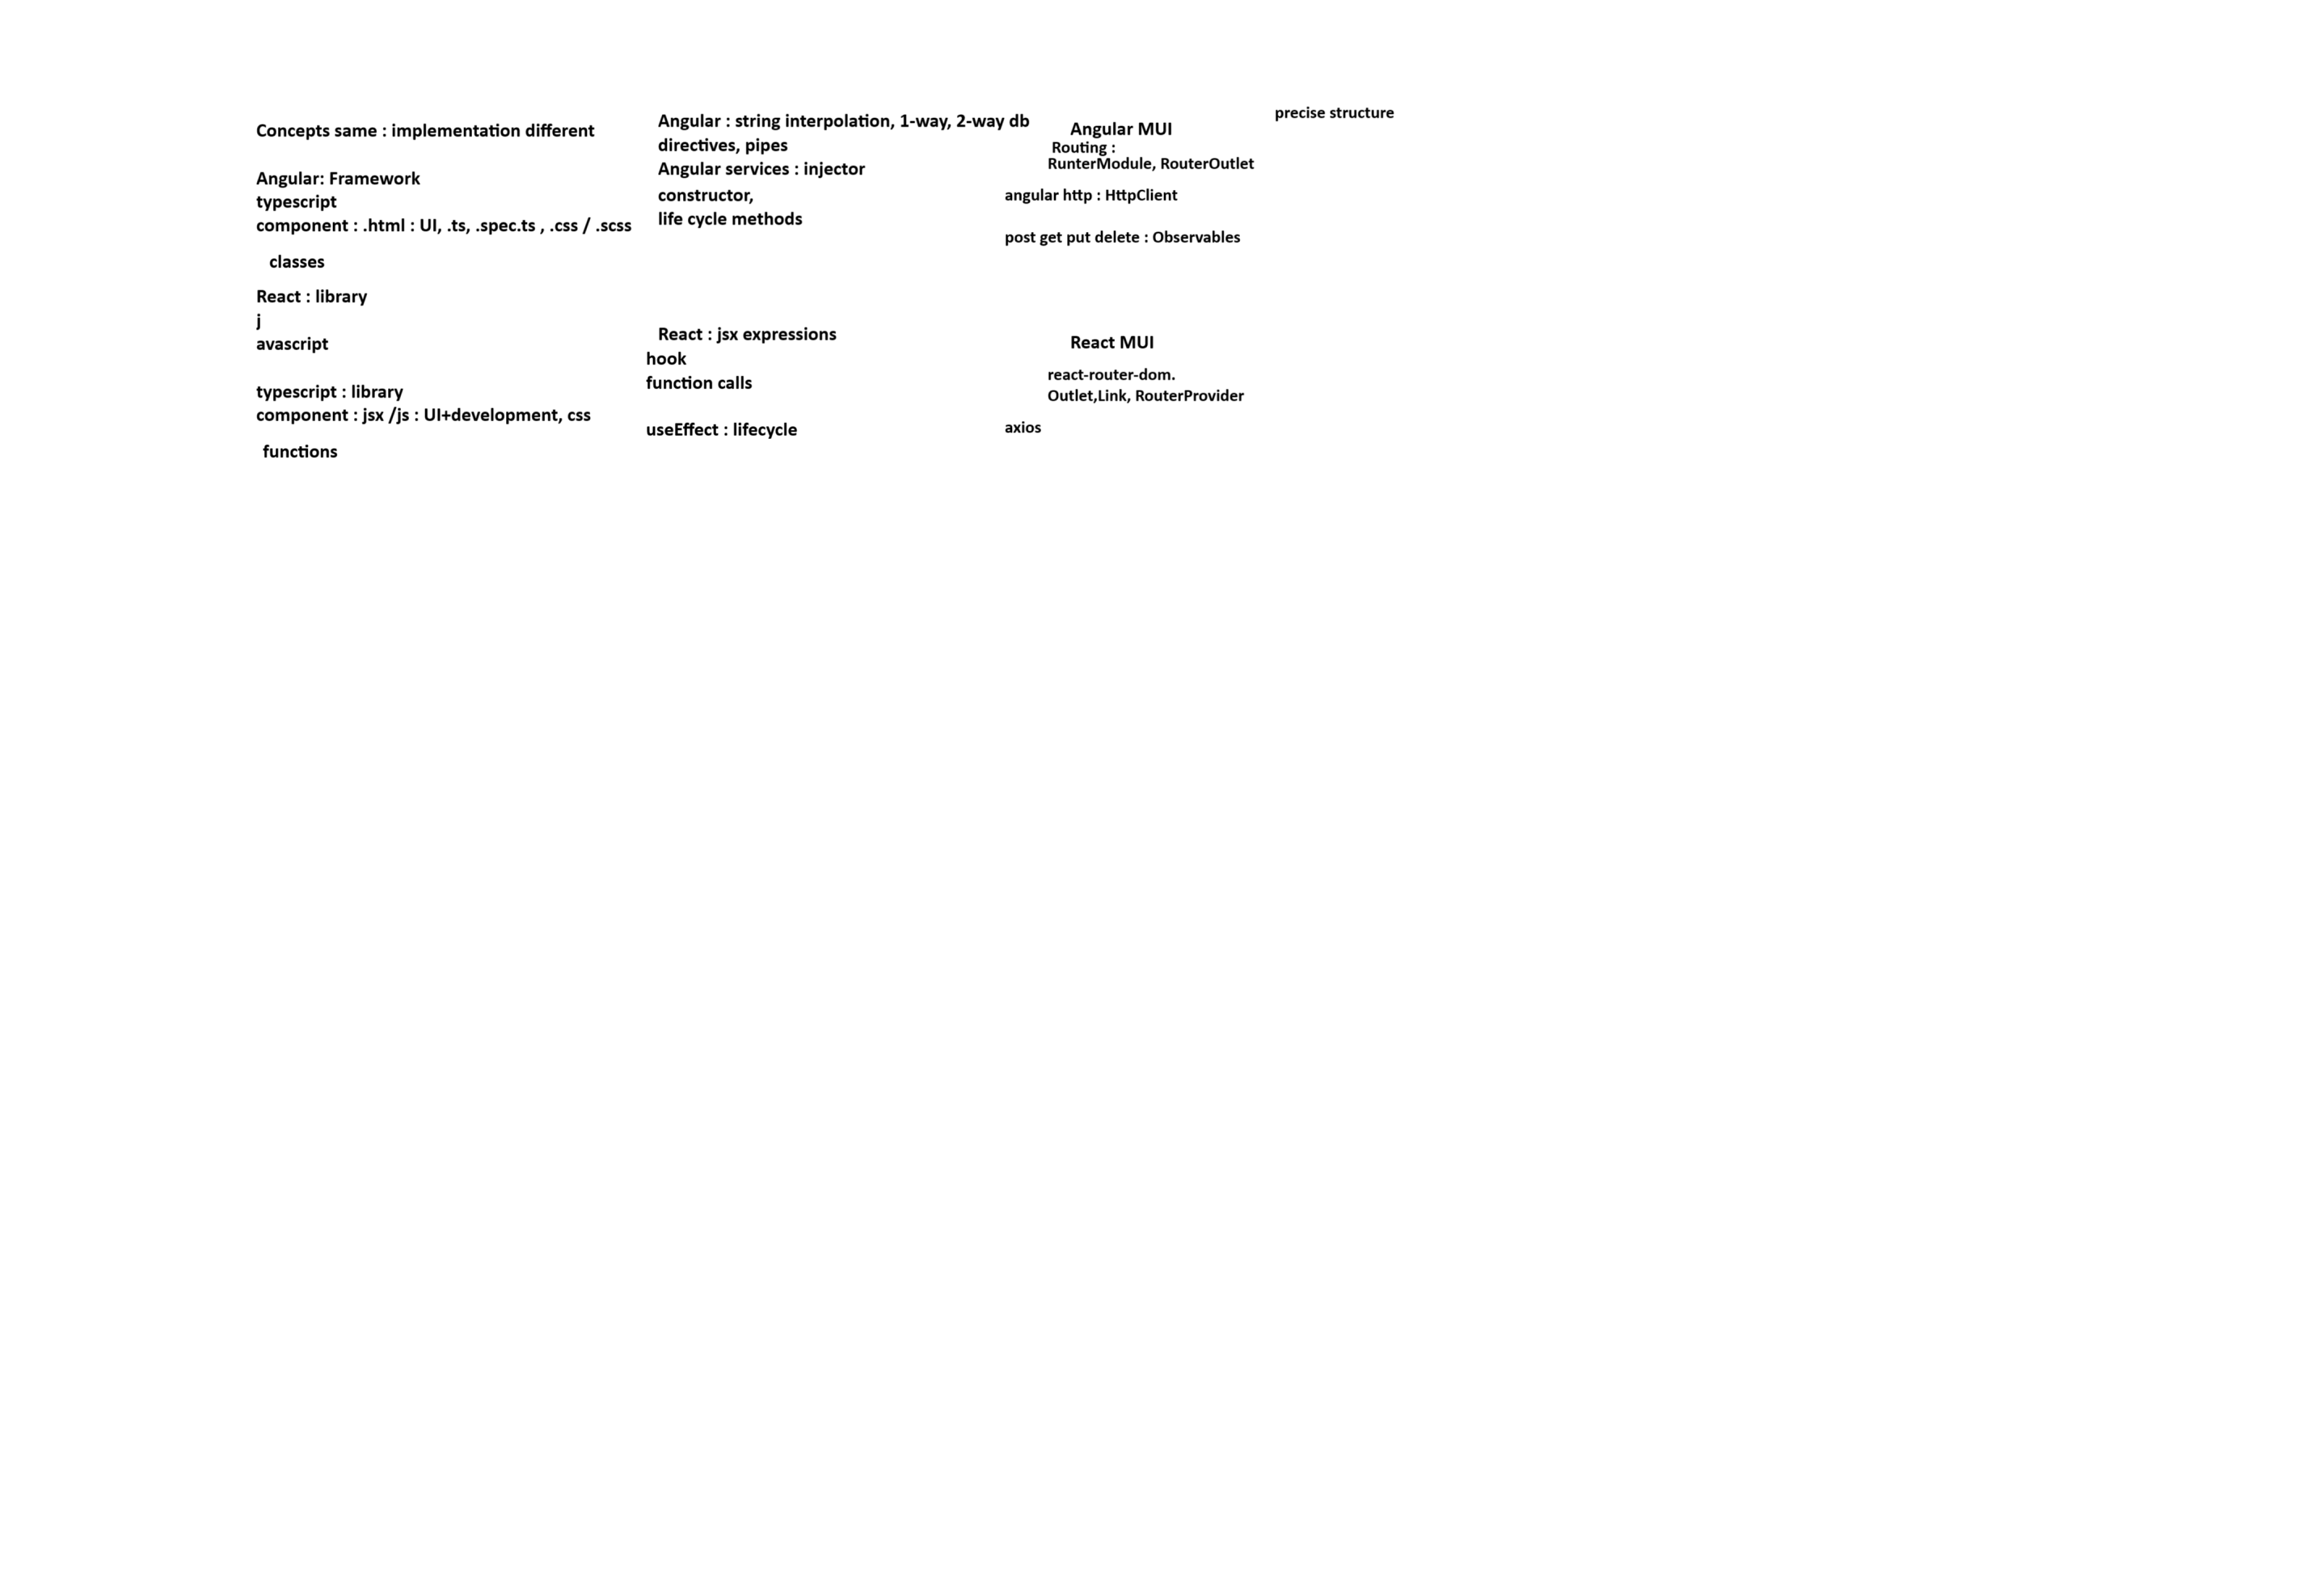 Concepts same : implementation different
Angular: Framework
typescript
component : .html : UI, .ts, .spec.ts , .css / .scss
classes
React : library
j
avascript
typescript : library
component : jsx /js : UI+development, css
functions
Angular : string interpolation, 1-way, 2-way db
directives, pipes
Angular services : injector
constructor,
life cycle methods
React : jsx expressions
hook
function calls
useEffect : lifecycle
Angular MUI
Routing :
RunterModule, RouterOutlet
angular http : HttpClient
post get put delete : Observables
React MUI
react-router-dom.
Outlet,Link, RouterProvider
axios
precise structure